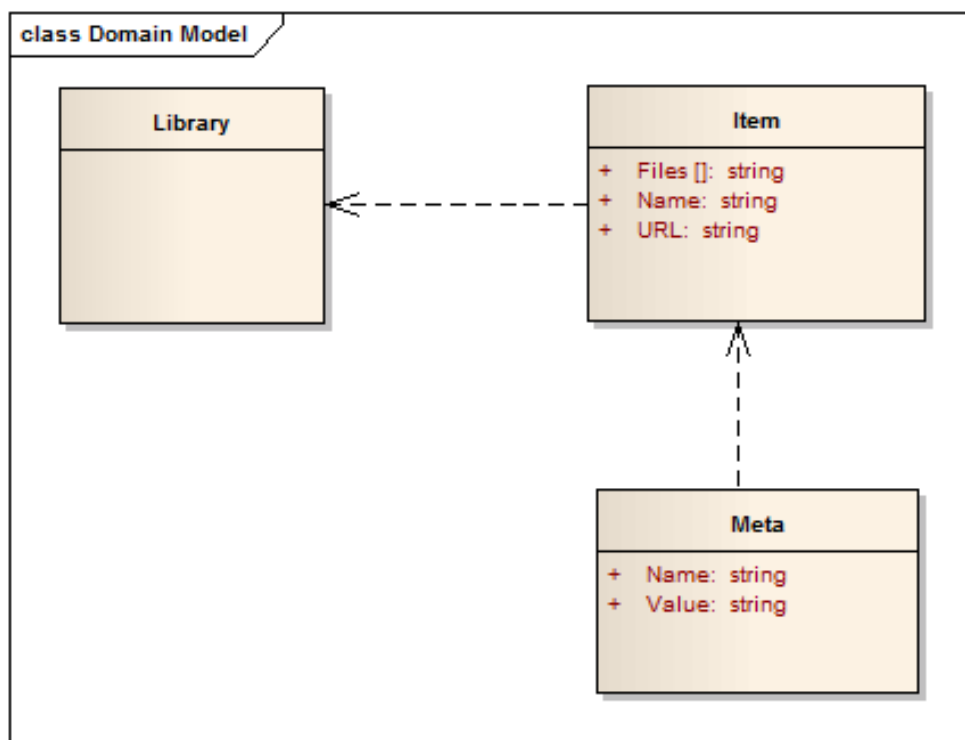 class Domain Model
Library
Item
+ Files []: string
+ Name: string
+ URL: string
Meta
+ Name: string
+ Value: string